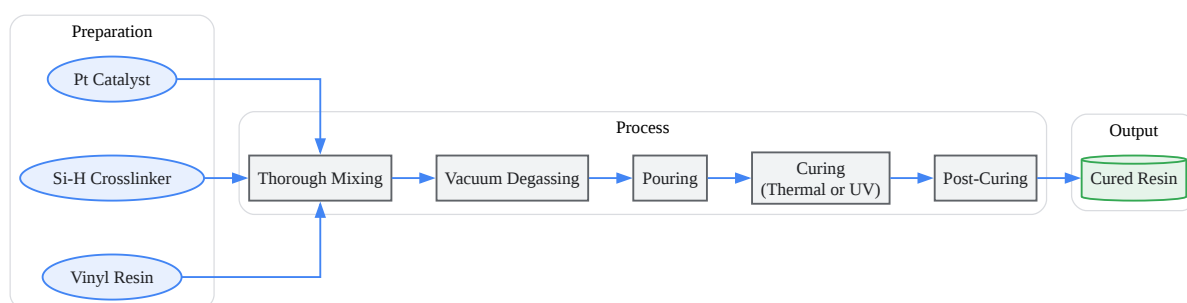 Preparation
Pt Catalyst
Si-H Crosslinker
Vinyl Resin
Process
Thorough Mixing
Vacuum Degassing
Pouring
Curing
(Thermal or UV)
Post-Curing
Output
Cured Resin